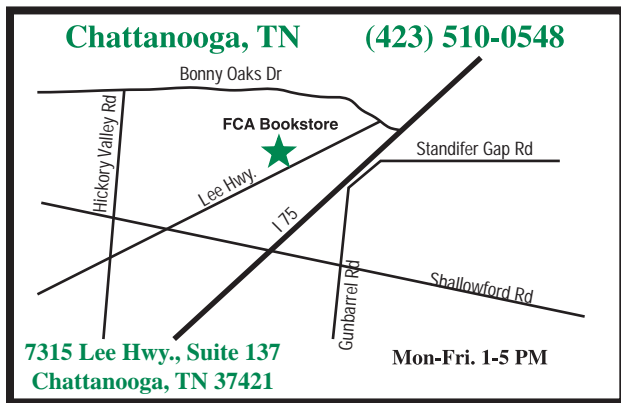 Chattanooga, TN (423) 510-0548
Bonny Oaks Dr
Hickory Valley Rd
FCA Bookstore
Standifer Gap Rd
Lee Hwy.
I 75
Gunbarrel Rd
Shallowford Rd
7315 Lee Hwy., Suite 137
Chattanooga, TN 37421
Mon-Fri. 1-5 PM